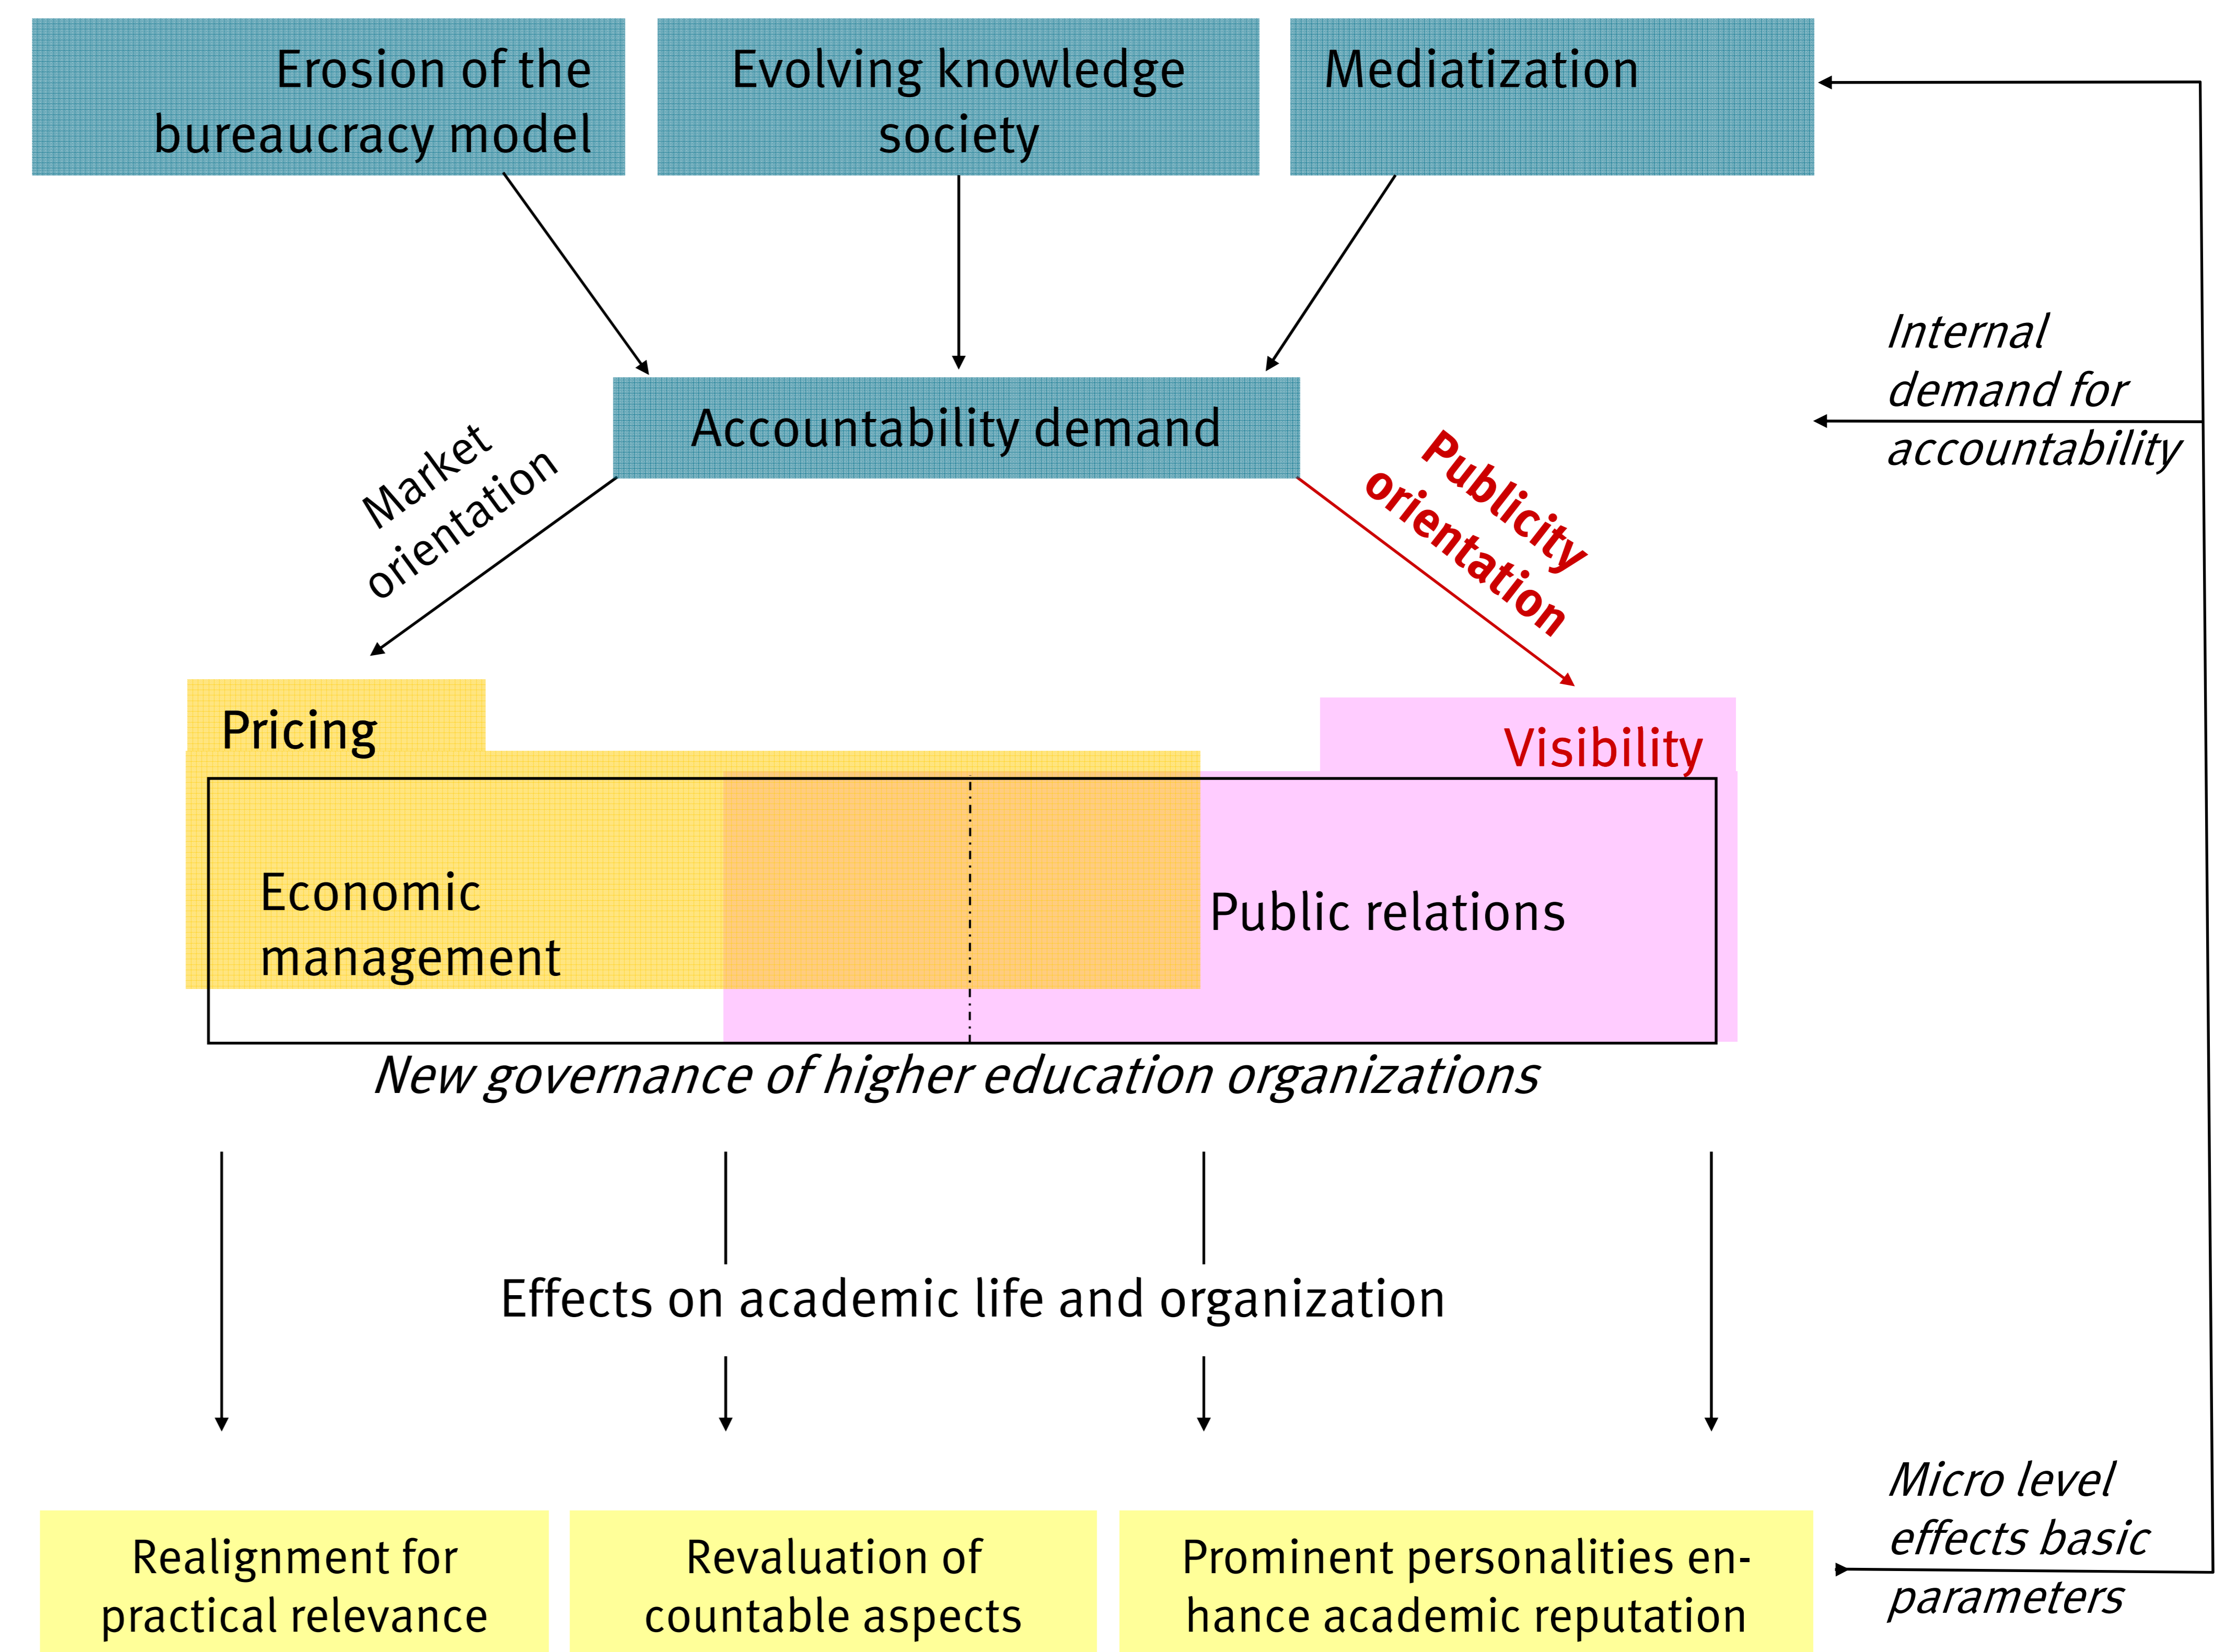 Erosion of the
bureaucracy model
Evolving knowledge
society
Mediatization
Internal
demand for
accountability
Accountability demand
Market
orientation
Publicity
orientation
Pricing
Visibility
Economic
management
Public relations
New governance of higher education organizations
Effects on academic life and organization
Micro level
effects basic
parameters
Realignment for
practical relevance
Revaluation of
countable aspects
Prominent personalities en-
hance academic reputation